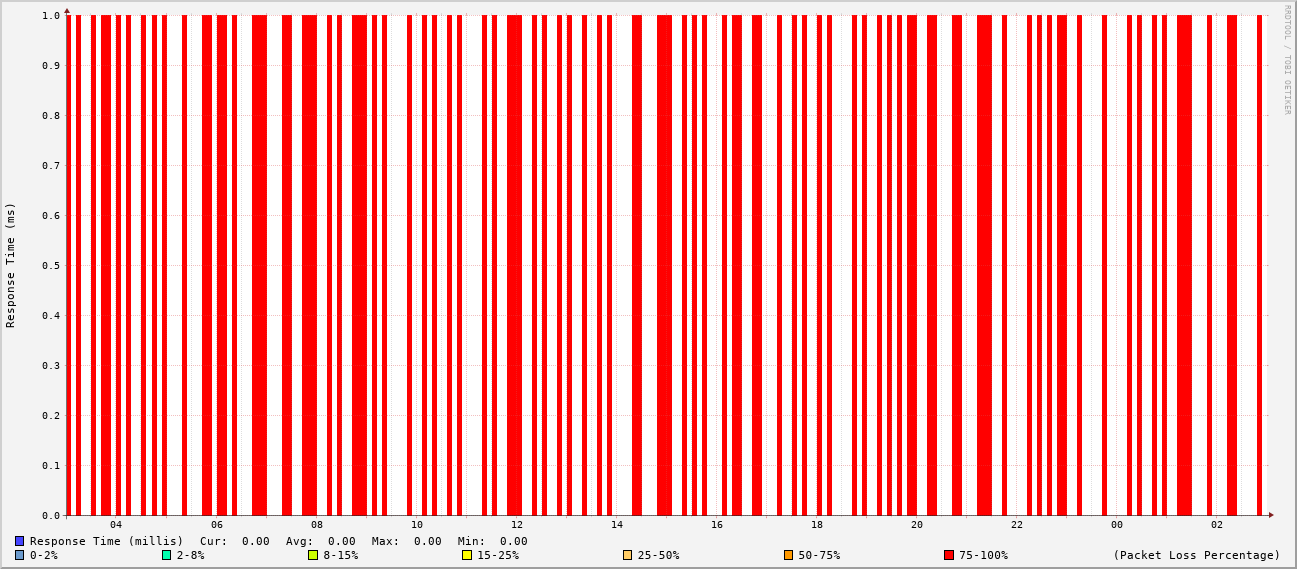 RRDTOOL / TOBI OETIKER
Response Time (ms)
1.0
0.9
0.8
0.7
0.6
0.5
0.4
0.3
0.2
0.1
0.0
04 06 08 10 12 14 16 18 20 22 00 02
Response Time (millis) Cur: 0.00 Avg: 0.00 Max: 0.00 Min: 0.00
0-2% 2-8% 8-15% 15-25% 25-50% 50-75% 75-100% (Packet Loss Percentage)